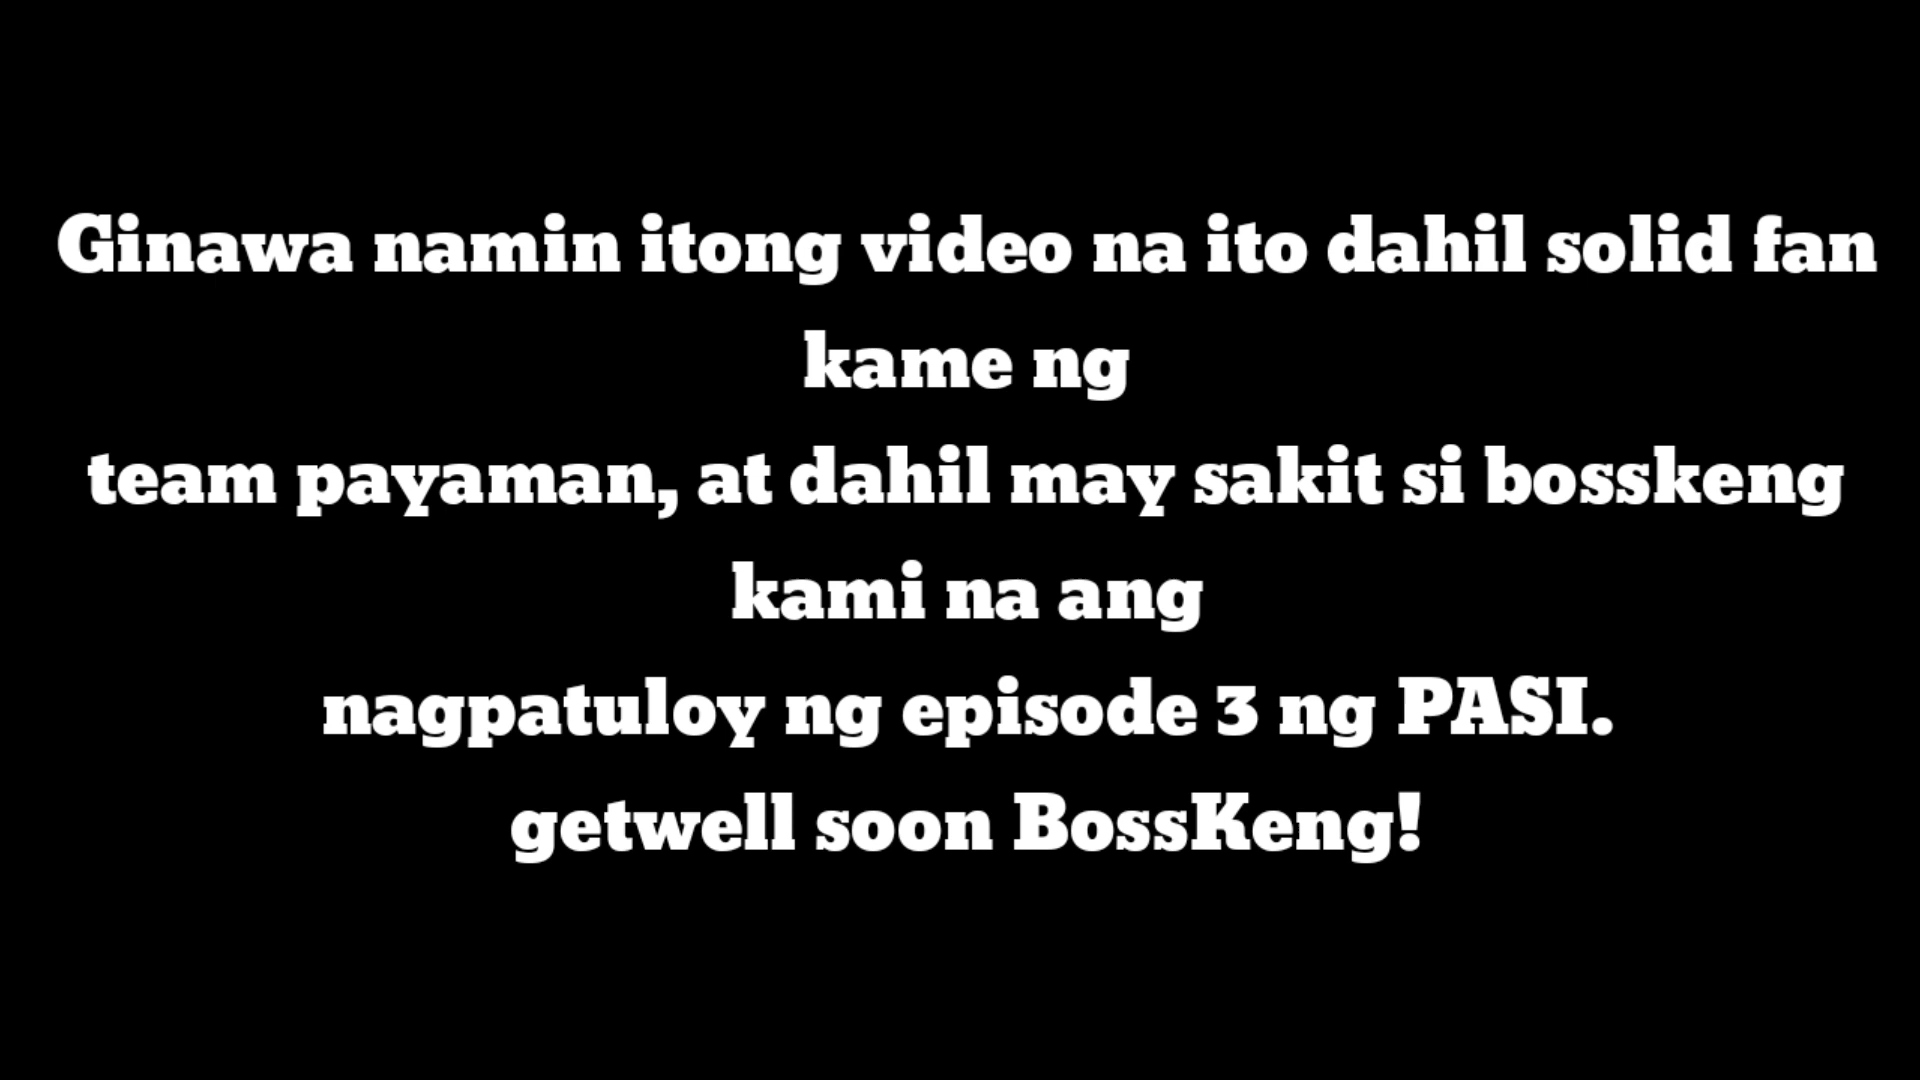 Ginawa namin itong video na ito dahil solid fan
kame ng
team payaman, at dahil may sakit si bosskeng
kami na ang
nagpatuloy ng episode 3 ng PASI.
getwell soon BossKeng!